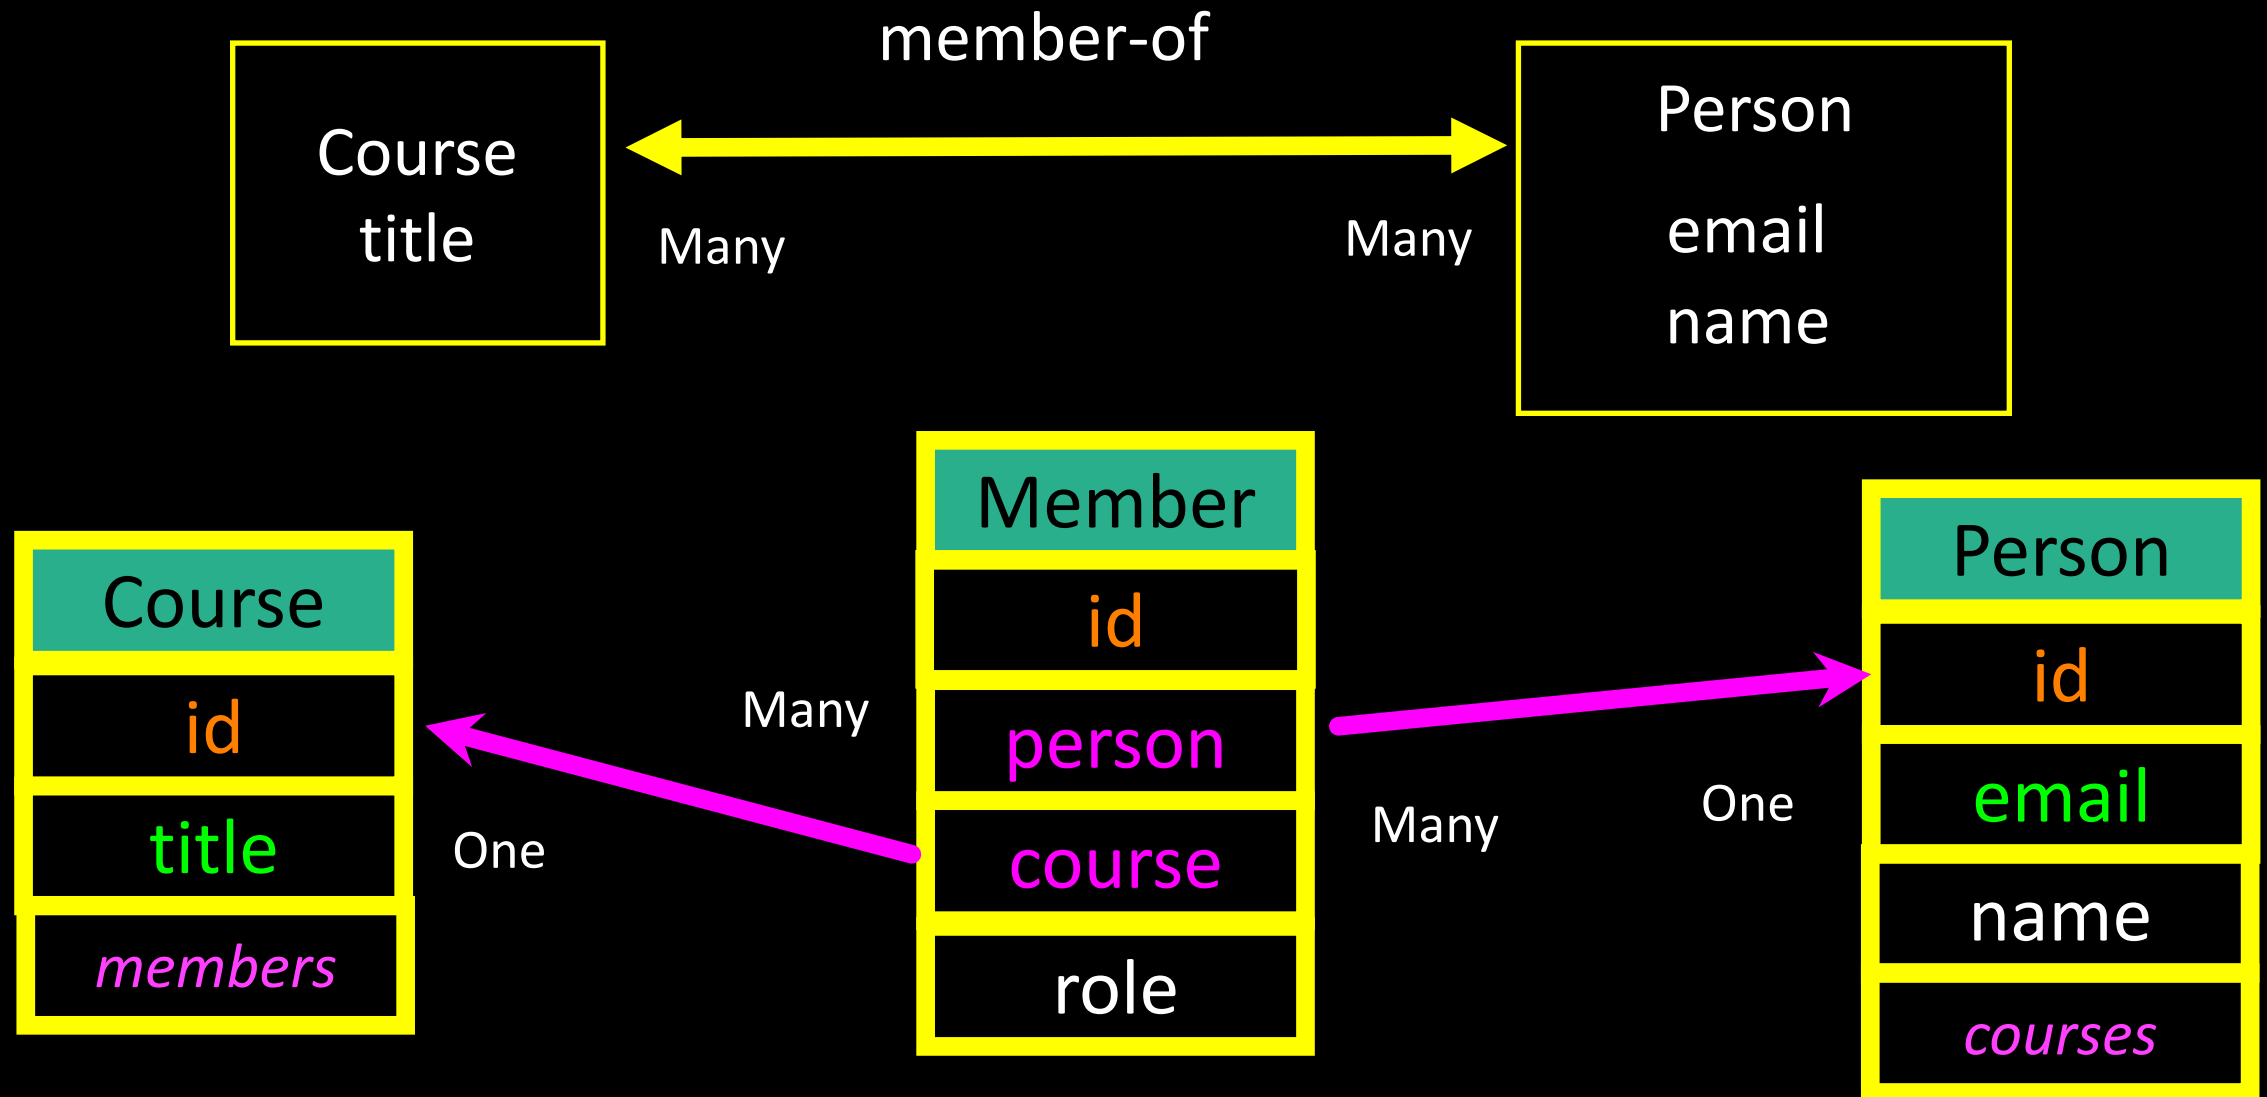 member-of
Course
title
Many
Many
Person
email
name
Course
id
title
members
Many
One
Member
id
person
course
role
Many
One
Person
id
email
name
courses